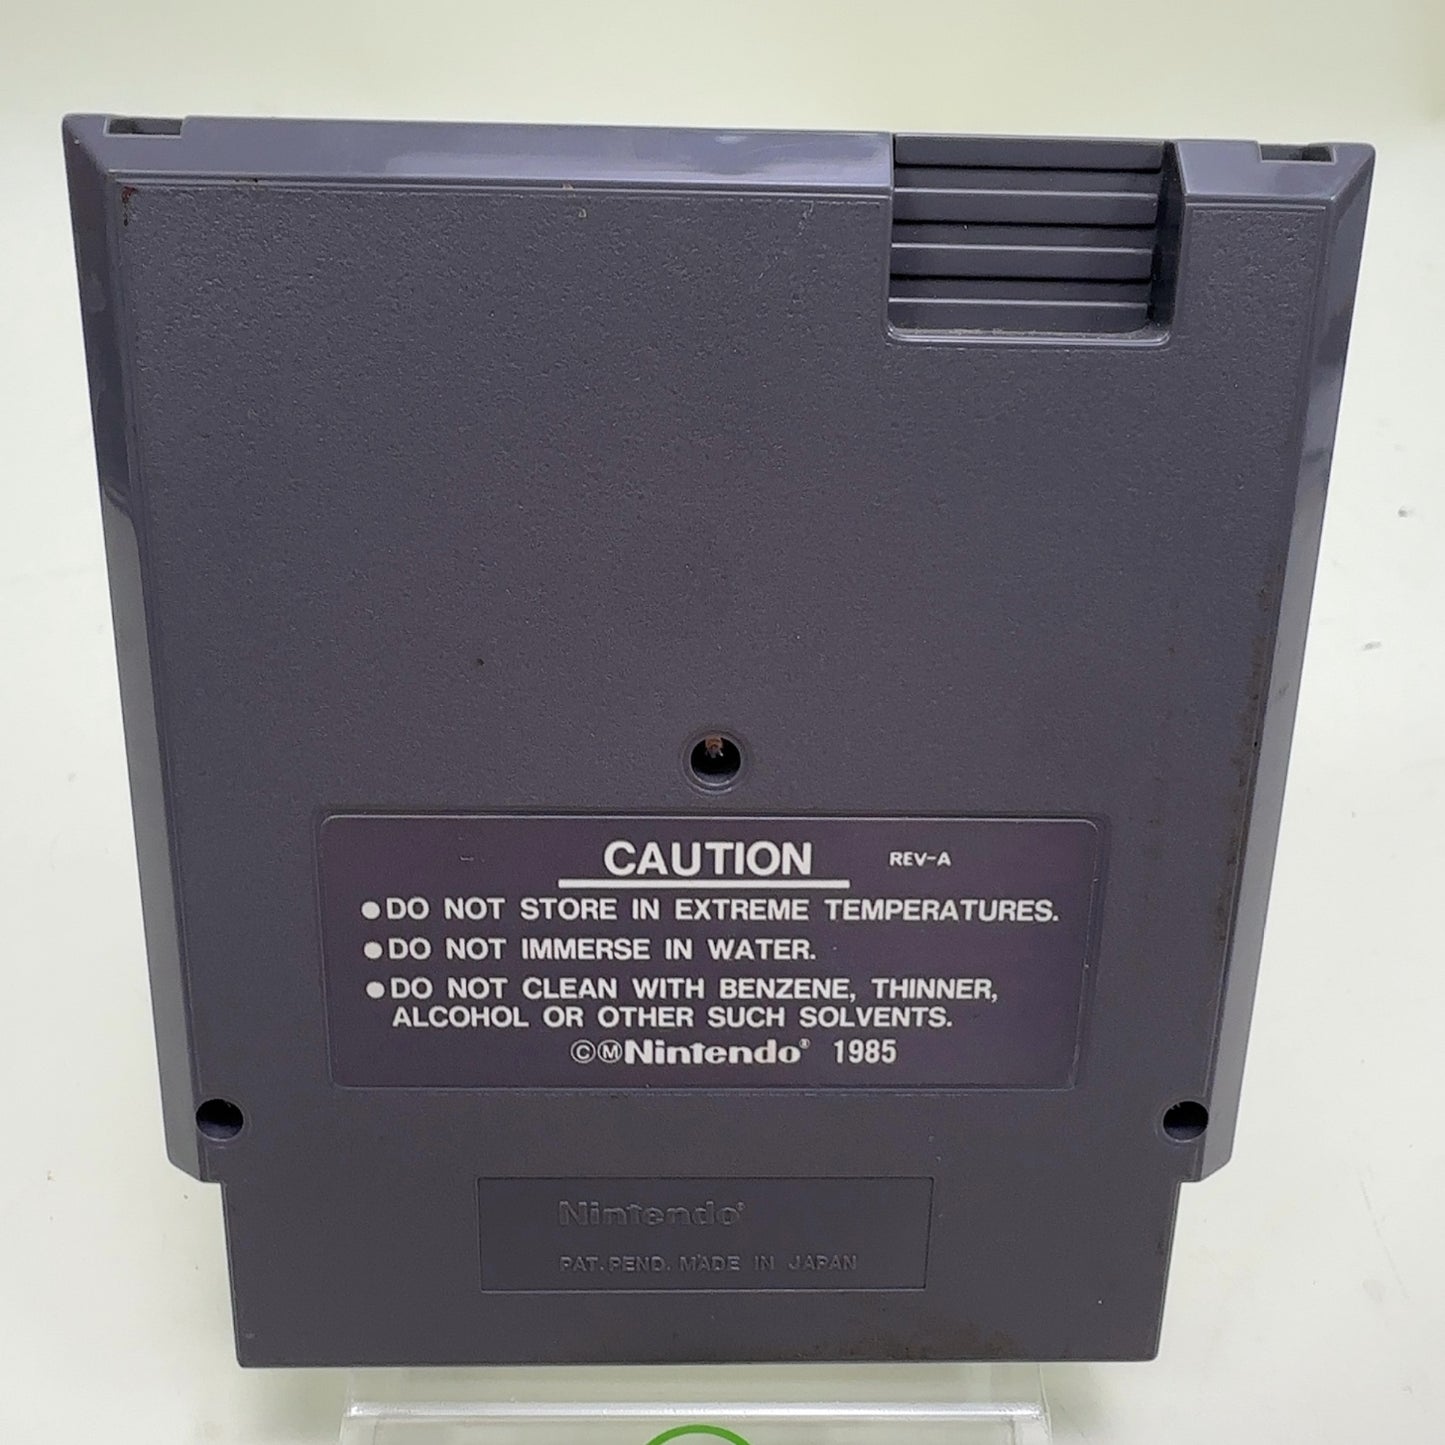 CAUTION REV-A
●DO NOT STORE IN EXTREME TEMPERATURES.
●DO NOT IMMERSE IN WATER.
●DO NOT CLEAN WITH BENZENE, THINNER,
ALCOHOL OR OTHER SUCH SOLVENTS.
©ⓂNintendo® 1985
Nintendo®
PAT. PEND. MADE IN JAPAN